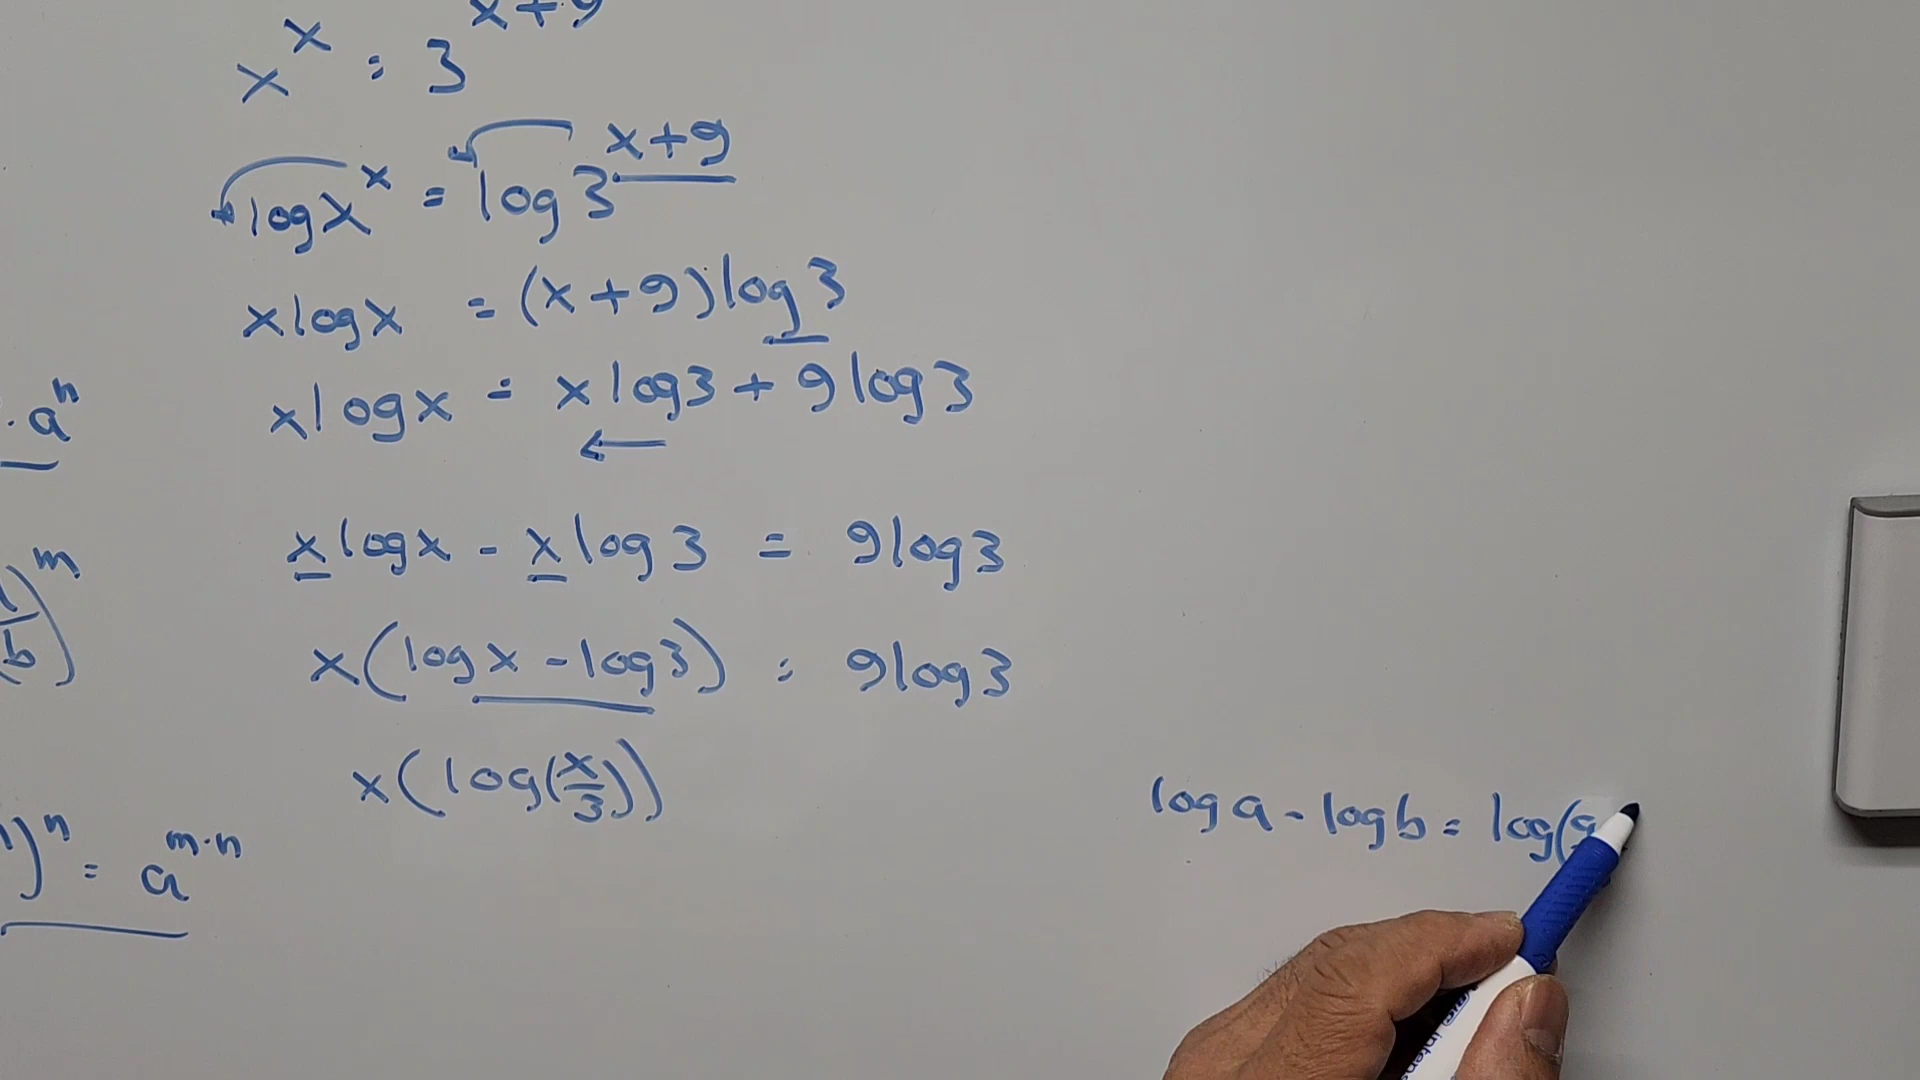 x^x = 3^(x+9)
log x^x = log 3^(x+9)
x log x = (x+9) log 3
x log x = x log 3 + 9 log 3
x log x - x log 3 = 9 log 3
x (log x - log 3) = 9 log 3
x (log (x/3))
· a^n
b)^m
)^n = a^(m·n)
log a - log b = log (a
intens